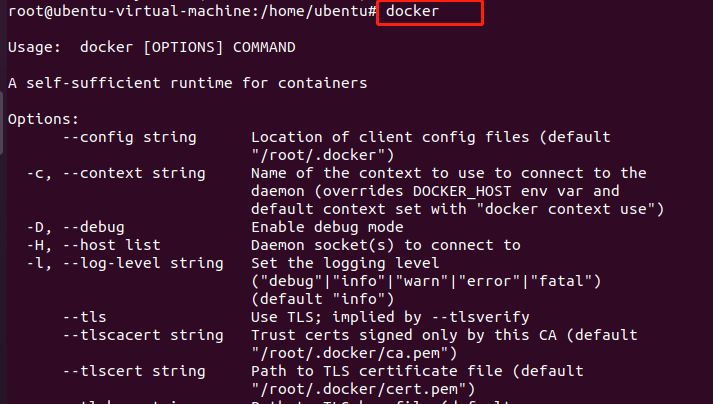 root@ubentu-virtual-machine:/home/ubentu# docker
Usage:  docker [OPTIONS] COMMAND
A self-sufficient runtime for containers
Options:
      --config string      Location of client config files (default
                           "/root/.docker")
  -c, --context string     Name of the context to use to connect to the
                           daemon (overrides DOCKER_HOST env var and
                           default context set with "docker context use")
  -D, --debug              Enable debug mode
  -H, --host list          Daemon socket(s) to connect to
  -l, --log-level string   Set the logging level
                           ("debug"|"info"|"warn"|"error"|"fatal")
                           (default "info")
      --tls                Use TLS; implied by --tlsverify
      --tlscacert string   Trust certs signed only by this CA (default
                           "/root/.docker/ca.pem")
      --tlscert string     Path to TLS certificate file (default
                           "/root/.docker/cert.pem")